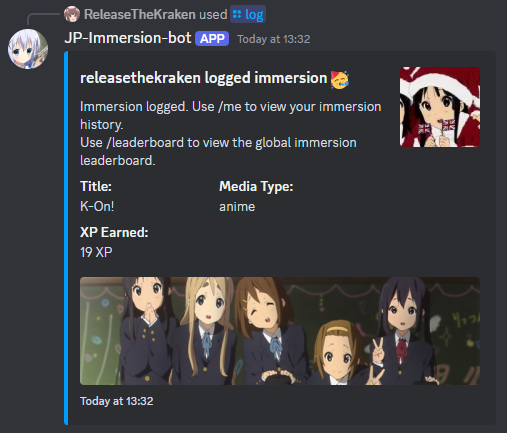 ReleaseTheKraken used log
JP-Immersion-bot APP Today at 13:32
releasethekraken logged immersion 🥳
Immersion logged. Use /me to view your immersion
history.
Use /leaderboard to view the global immersion
leaderboard.
Title: Media Type:
K-On! anime
XP Earned:
19 XP
Today at 13:32